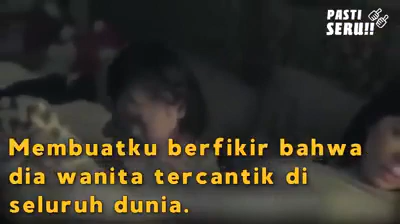 PASTI
SERU!!
Membuatku berfikir bahwa
dia wanita tercantik di
seluruh dunia.